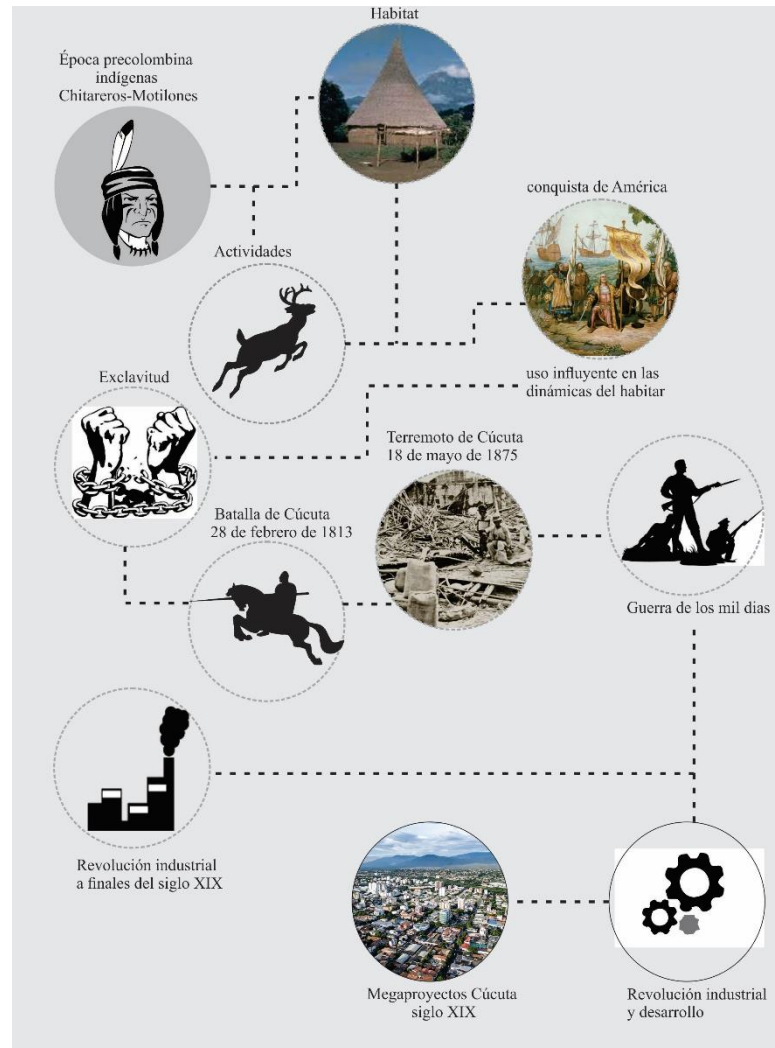 Habitat
Época precolombina
indígenas
Chitareros-Motilones
conquista de América
Actividades
uso influyente en las
dinámicas del habitar
Exclavitud
Terremoto de Cúcuta
18 de mayo de 1875
Batalla de Cúcuta
28 de febrero de 1813
Guerra de los mil dias
Revolución industrial
a finales del siglo XIX
Megaproyectos Cúcuta
siglo XIX
Revolución industrial
y desarrollo